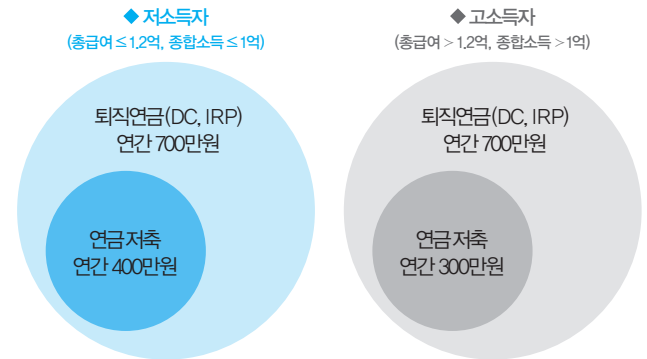 ◆ 저소득자
(총급여 ≤ 1.2억, 종합소득 ≤ 1억)
퇴직연금(DC, IRP)
연간 700만원
연금 저축
연간 400만원
◆ 고소득자
(총급여 > 1.2억, 종합소득 > 1억)
퇴직연금(DC, IRP)
연간 700만원
연금 저축
연간 300만원